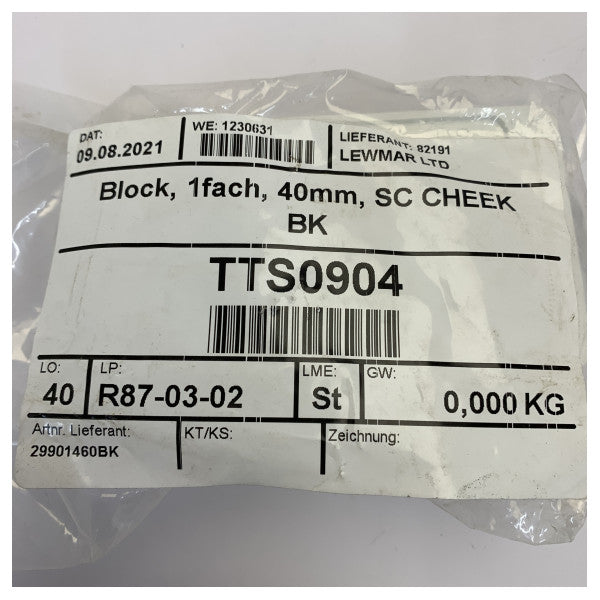 DAT:
09.08.2021
WE: 1230631
LIEFERANT: 82191
LEWMAR LTD
Block, 1fach, 40mm, SC CHEEK
BK
TTS0904
LO:
40
LP:
R87-03-02
LME:
St
GW:
0,000 KG
Artnr. Lieferant:
29901460BK
KT/KS:
Zeichnung: